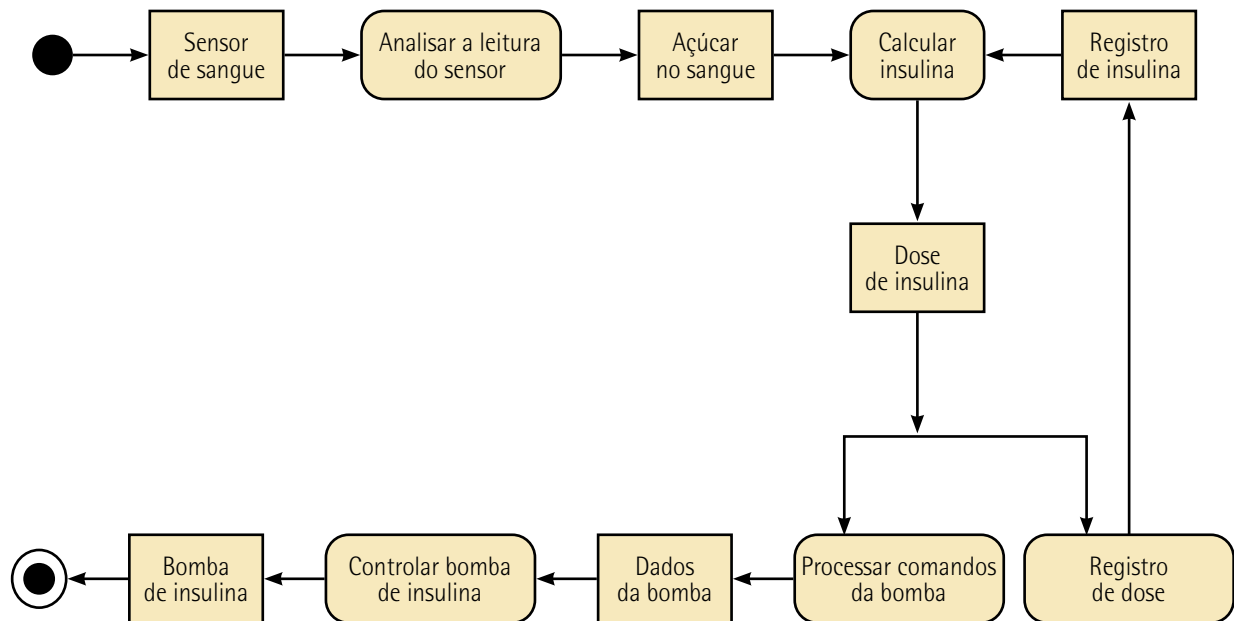 Sensor
de sangue
Analisar a leitura
do sensor
Açúcar
no sangue
Calcular
insulina
Registro
de insulina
Dose
de insulina
Bomba
de insulina
Controlar bomba
de insulina
Dados
da bomba
Processar comandos
da bomba
Registro
de dose